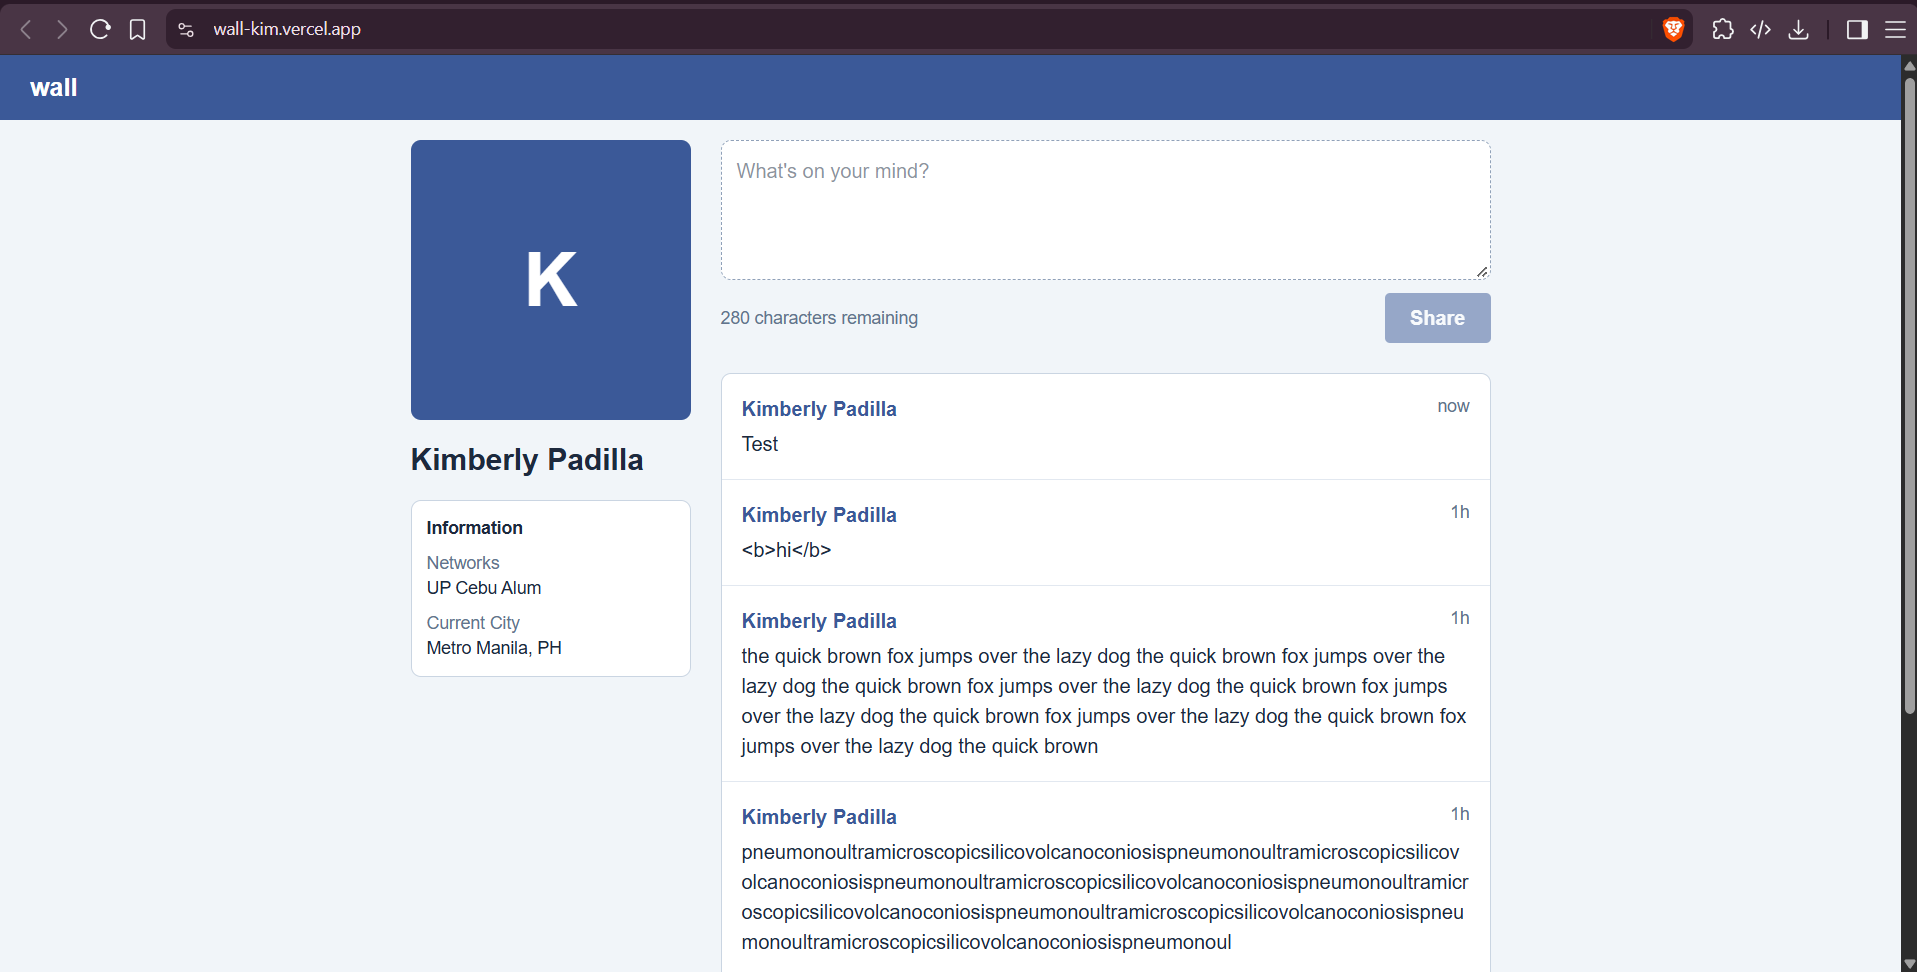 wall-kim.vercel.app
wall
K
Kimberly Padilla
Information
Networks
UP Cebu Alum
Current City
Metro Manila, PH
What's on your mind?
280 characters remaining
Share
Kimberly Padilla
now
Test
Kimberly Padilla
1h
<b>hi</b>
Kimberly Padilla
1h
the quick brown fox jumps over the lazy dog the quick brown fox jumps over the
lazy dog the quick brown fox jumps over the lazy dog the quick brown fox jumps
over the lazy dog the quick brown fox jumps over the lazy dog the quick brown fox
jumps over the lazy dog the quick brown
Kimberly Padilla
1h
pneumonoultramicroscopicsilicovolcanoconiosispneumonoultramicroscopicsilicov
olcanoconiosispneumonoultramicroscopicsilicovolcanoconiosispneumonoultramicr
oscopicsilicovolcanoconiosispneumonoultramicroscopicsilicovolcanoconiosispneu
monoultramicroscopicsilicovolcanoconiosispneumonoul